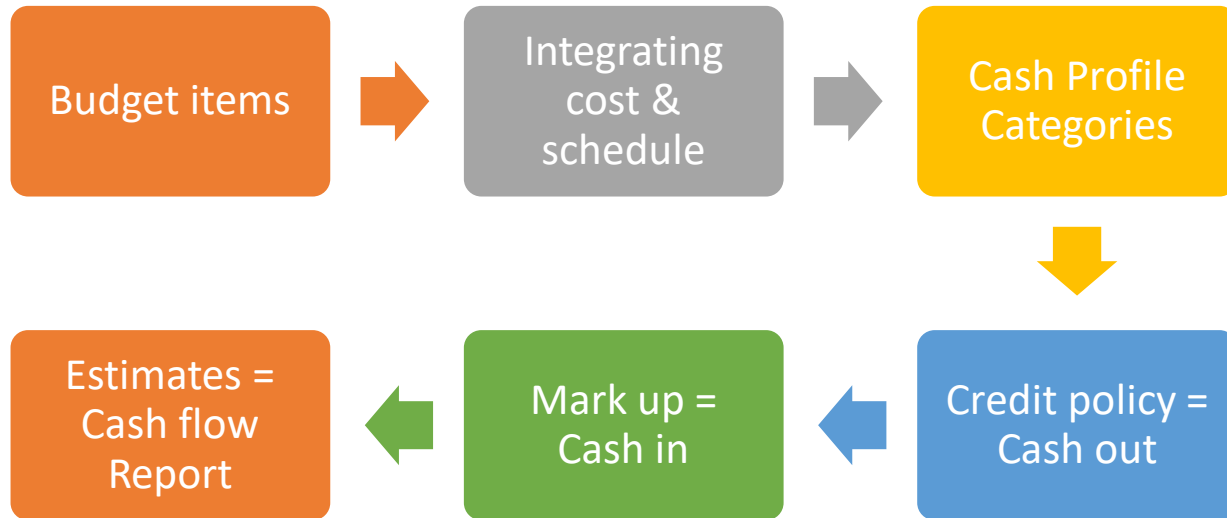 Budget items
Integrating
cost &
schedule
Cash Profile
Categories
Credit policy =
Cash out
Mark up =
Cash in
Estimates =
Cash flow
Report